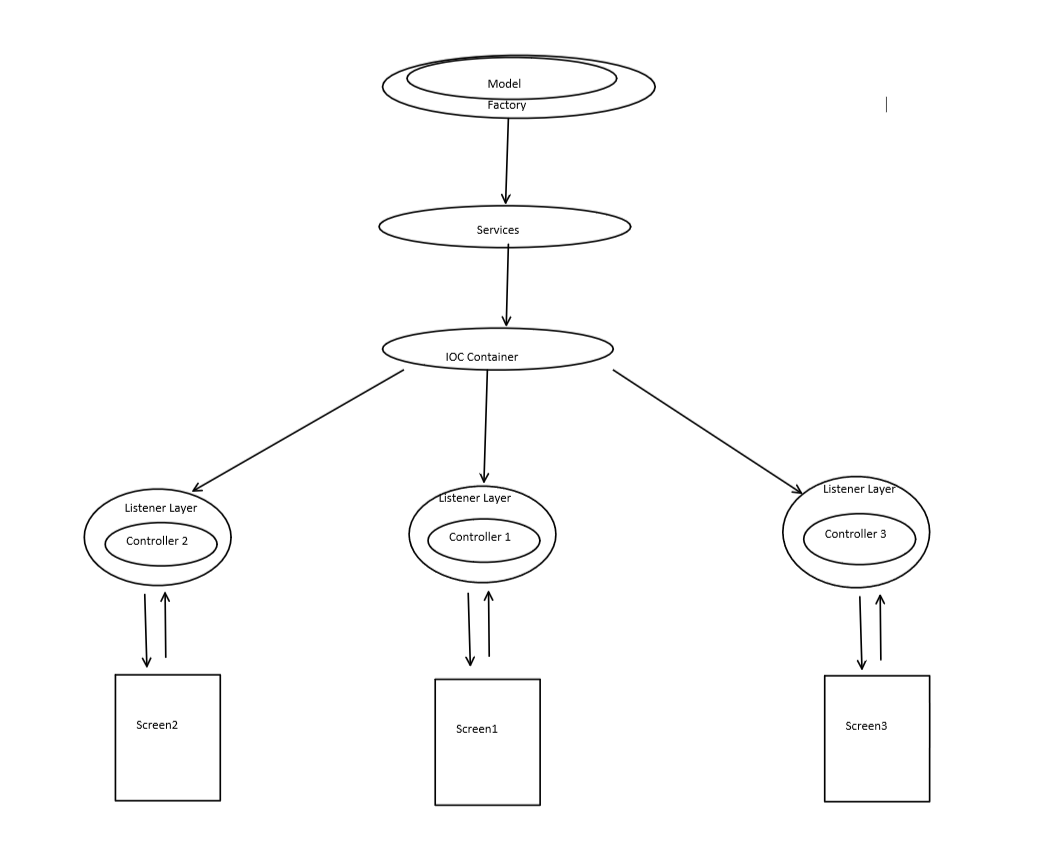 Model
Factory
Services
IOC Container
Listener Layer
Controller 2
Listener Layer
Controller 1
Listener Layer
Controller 3
Screen2
Screen1
Screen3